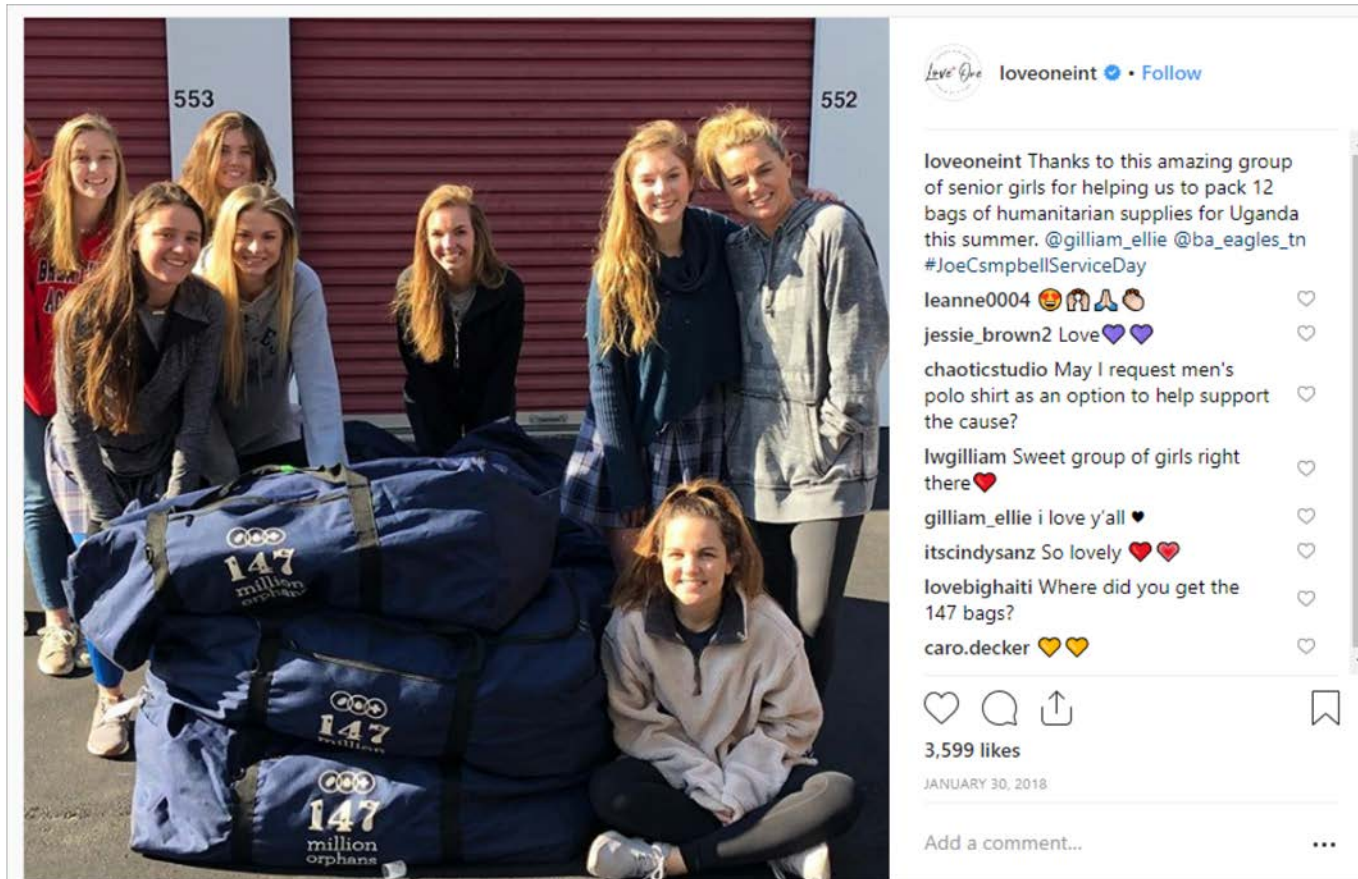 553
552
147
million
orphans
147
million
147
million
orphans
Love One
loveoneint • Follow
loveoneint Thanks to this amazing group
of senior girls for helping us to pack 12
bags of humanitarian supplies for Uganda
this summer. @gilliam_ellie @ba_eagles_tn
#JoeCsmpbellServiceDay
leanne0004 😍🙌🙏👏
jessie_brown2 Love💜💜
chaoticstudio May I request men's
polo shirt as an option to help support
the cause?
lwgilliam Sweet group of girls right
there❤️
gilliam_ellie i love y'all ♥
itscindysanz So lovely ❤️💗
lovebighaiti Where did you get the
147 bags?
caro.decker 💛💛
3,599 likes
JANUARY 30, 2018
Add a comment...